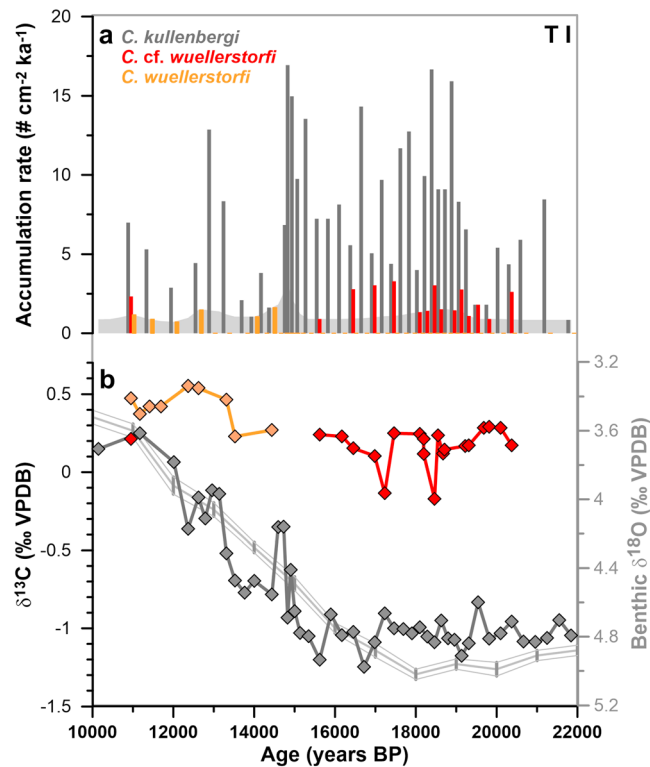 a
C. kullenbergi
C. cf. wuellerstorfi
C. wuellerstorfi
T I
Accumulation rate (# cm⁻² ka⁻¹)
20
15
10
5
0
b
δ¹³C (‰ VPDB)
0.5
0
-0.5
-1
-1.5
3.2
3.6
4
4.4
4.8
5.2
Benthic δ¹⁸O (‰ VPDB)
10000 12000 14000 16000 18000 20000 22000
Age (years BP)